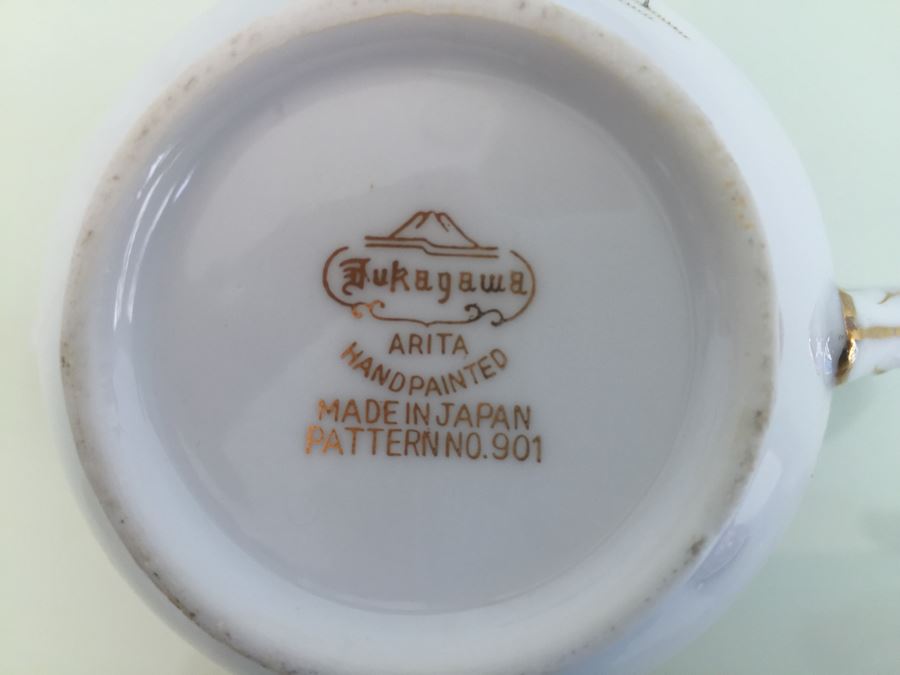 Fukagawa
ARITA
HANDPAINTED
MADE IN JAPAN
PATTERN NO. 901